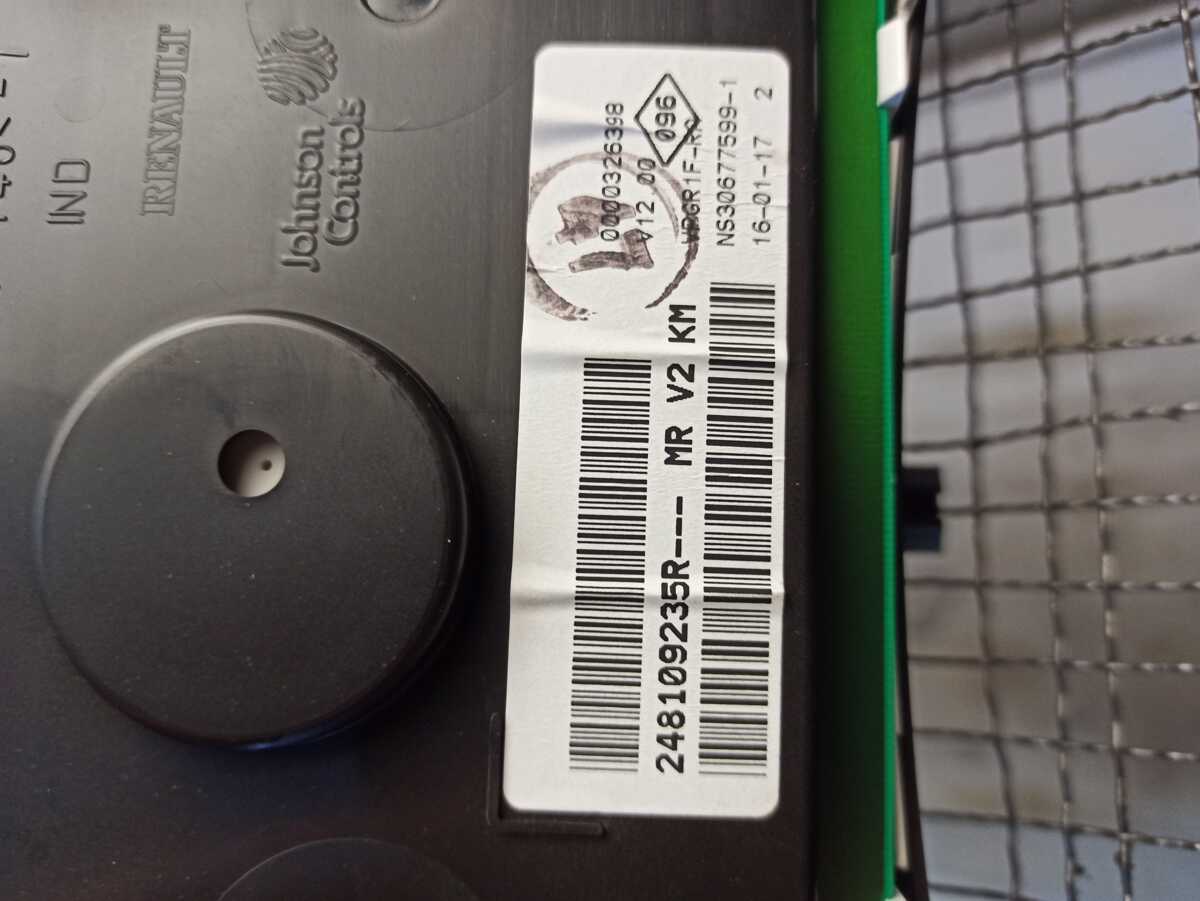 IND
RENAULT
Johnson
Controls
0000326398
V12.00
096
NS30677599-1
16-01-17 2
248109235R--- MR V2 KM